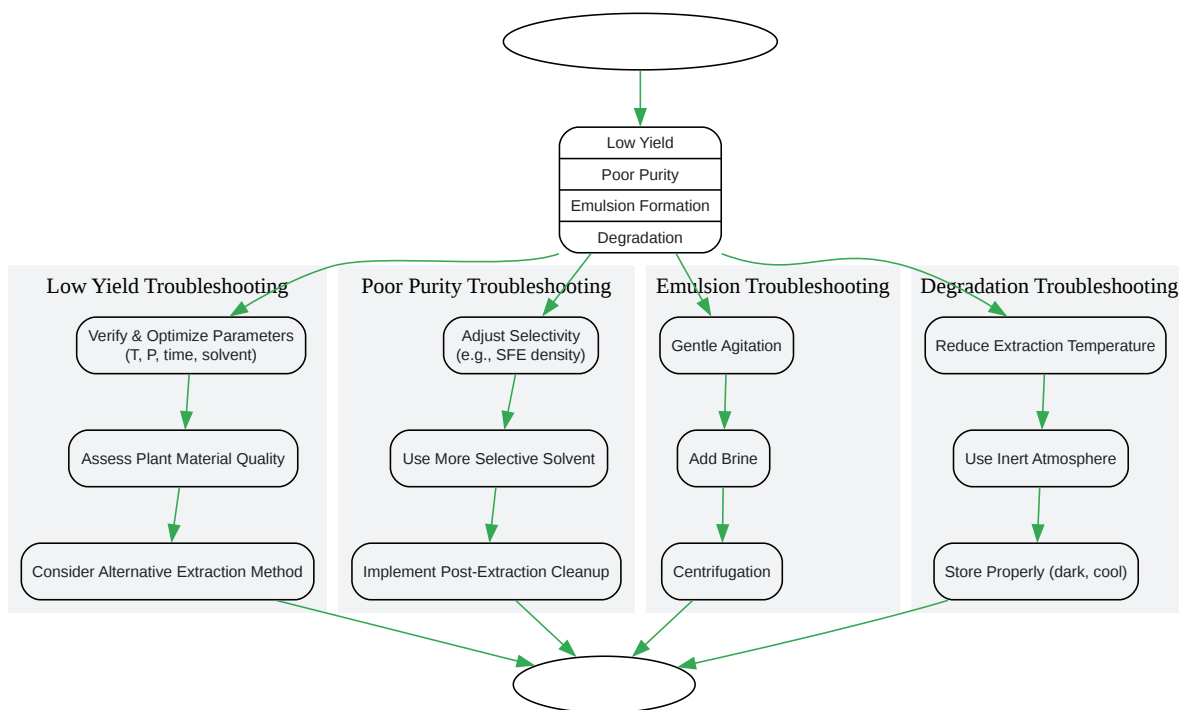 Low Yield
Poor Purity
Emulsion Formation
Degradation
Low Yield Troubleshooting
Verify & Optimize Parameters
(T, P, time, solvent)
Assess Plant Material Quality
Consider Alternative Extraction Method
Poor Purity Troubleshooting
Adjust Selectivity
(e.g., SFE density)
Use More Selective Solvent
Implement Post-Extraction Cleanup
Emulsion Troubleshooting
Gentle Agitation
Add Brine
Centrifugation
Degradation Troubleshooting
Reduce Extraction Temperature
Use Inert Atmosphere
Store Properly (dark, cool)